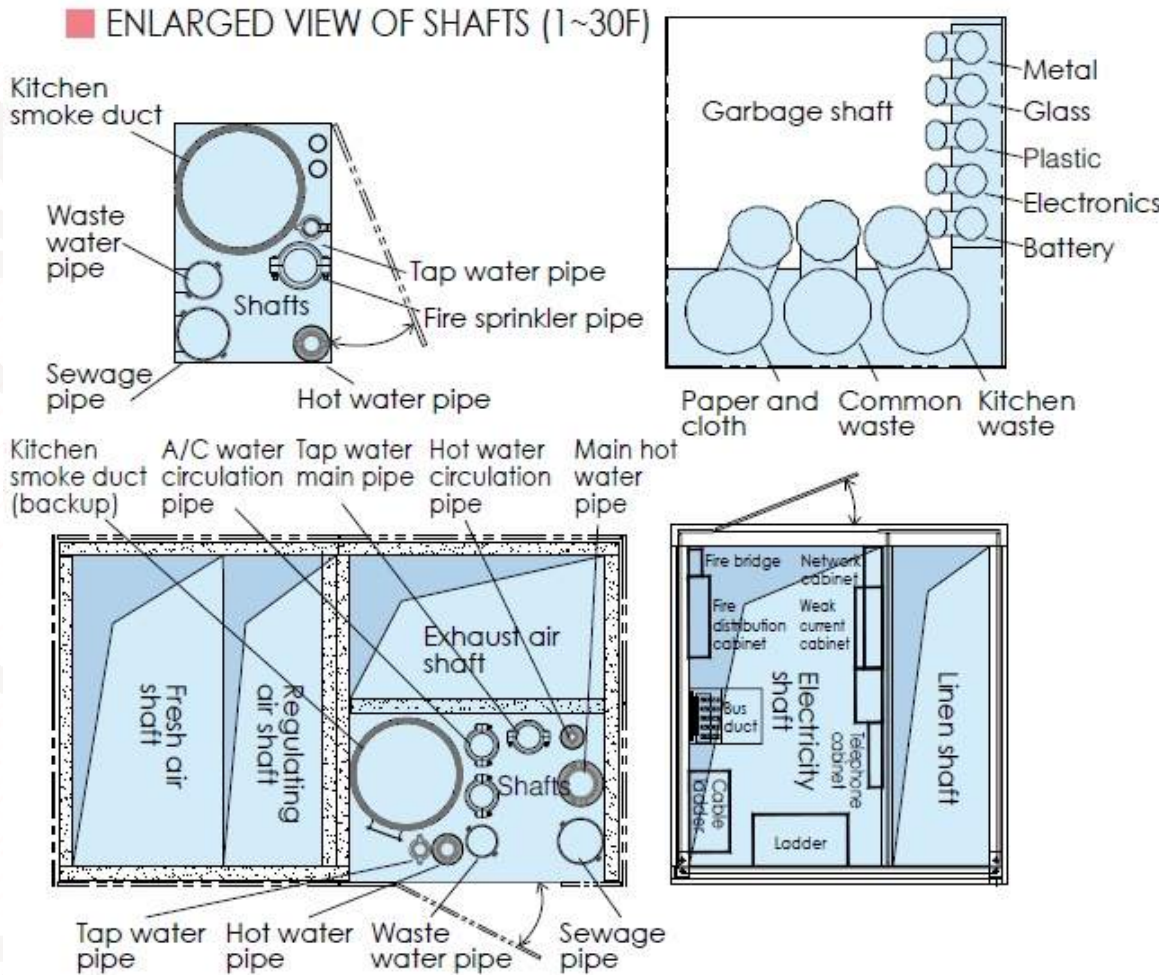 ENLARGED VIEW OF SHAFTS (1~30F)
Kitchen
smoke duct
Waste
water
pipe
Shafts
Sewage
pipe
Tap water pipe
Fire sprinkler pipe
Hot water pipe
Garbage shaft
Metal
Glass
Plastic
Electronics
Battery
Paper and
cloth
Common
waste
Kitchen
waste
Kitchen
smoke duct
(backup)
A/C water
circulation
pipe
Tap water
main pipe
Hot water
circulation
pipe
Main hot
water
pipe
Fresh air
shaft
Regulating
air shaft
Exhaust air
shaft
Shafts
Tap water
pipe
Hot water
pipe
Waste
water pipe
Sewage
pipe
Fire bridge
Network
cabinet
Fire
distribution
cabinet
Weak
current
cabinet
Electricity
shaft
Bus
duct
Telephone
cabinet
Cable
ladder
Ladder
Linen shaft